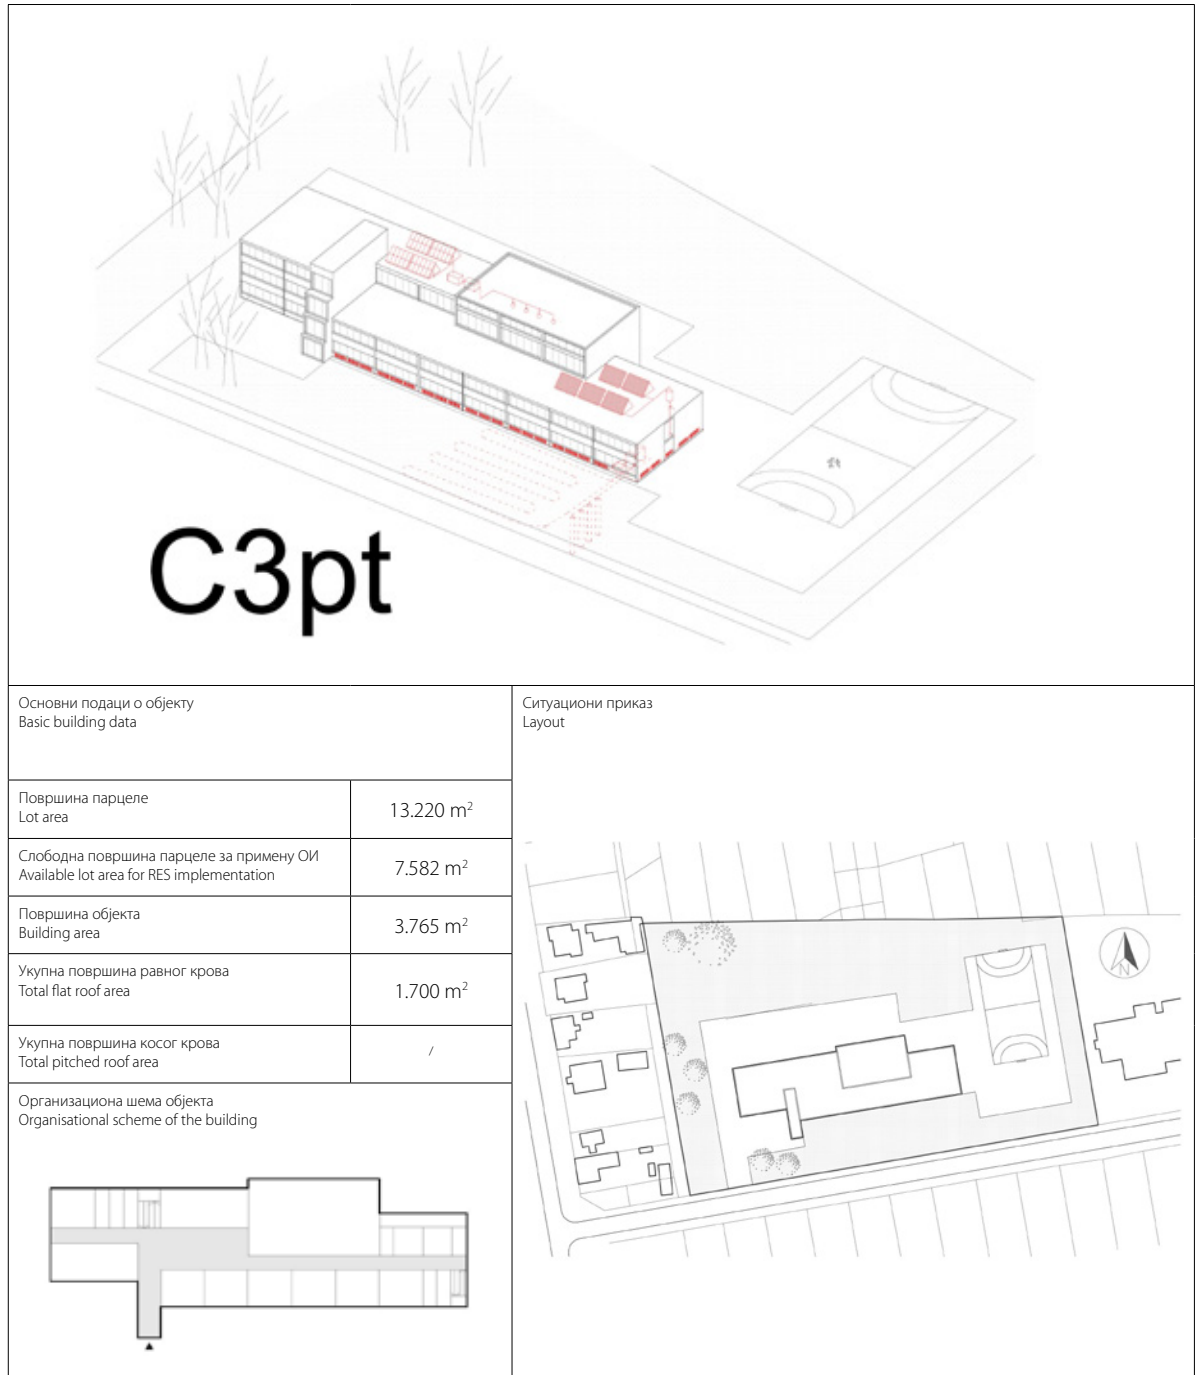 C3pt
Основни подаци о објекту
Basic building data
Површина парцеле
Lot area
13.220 m²
Слободна површина парцеле за примену ОИ
Available lot area for RES implementation
7.582 m²
Површина објекта
Building area
3.765 m²
Укупна површина равног крова
Total flat roof area
1.700 m²
Укупна површина косог крова
Total pitched roof area
/
Организациона шема објекта
Organisational scheme of the building
Ситуациони приказ
Layout
N